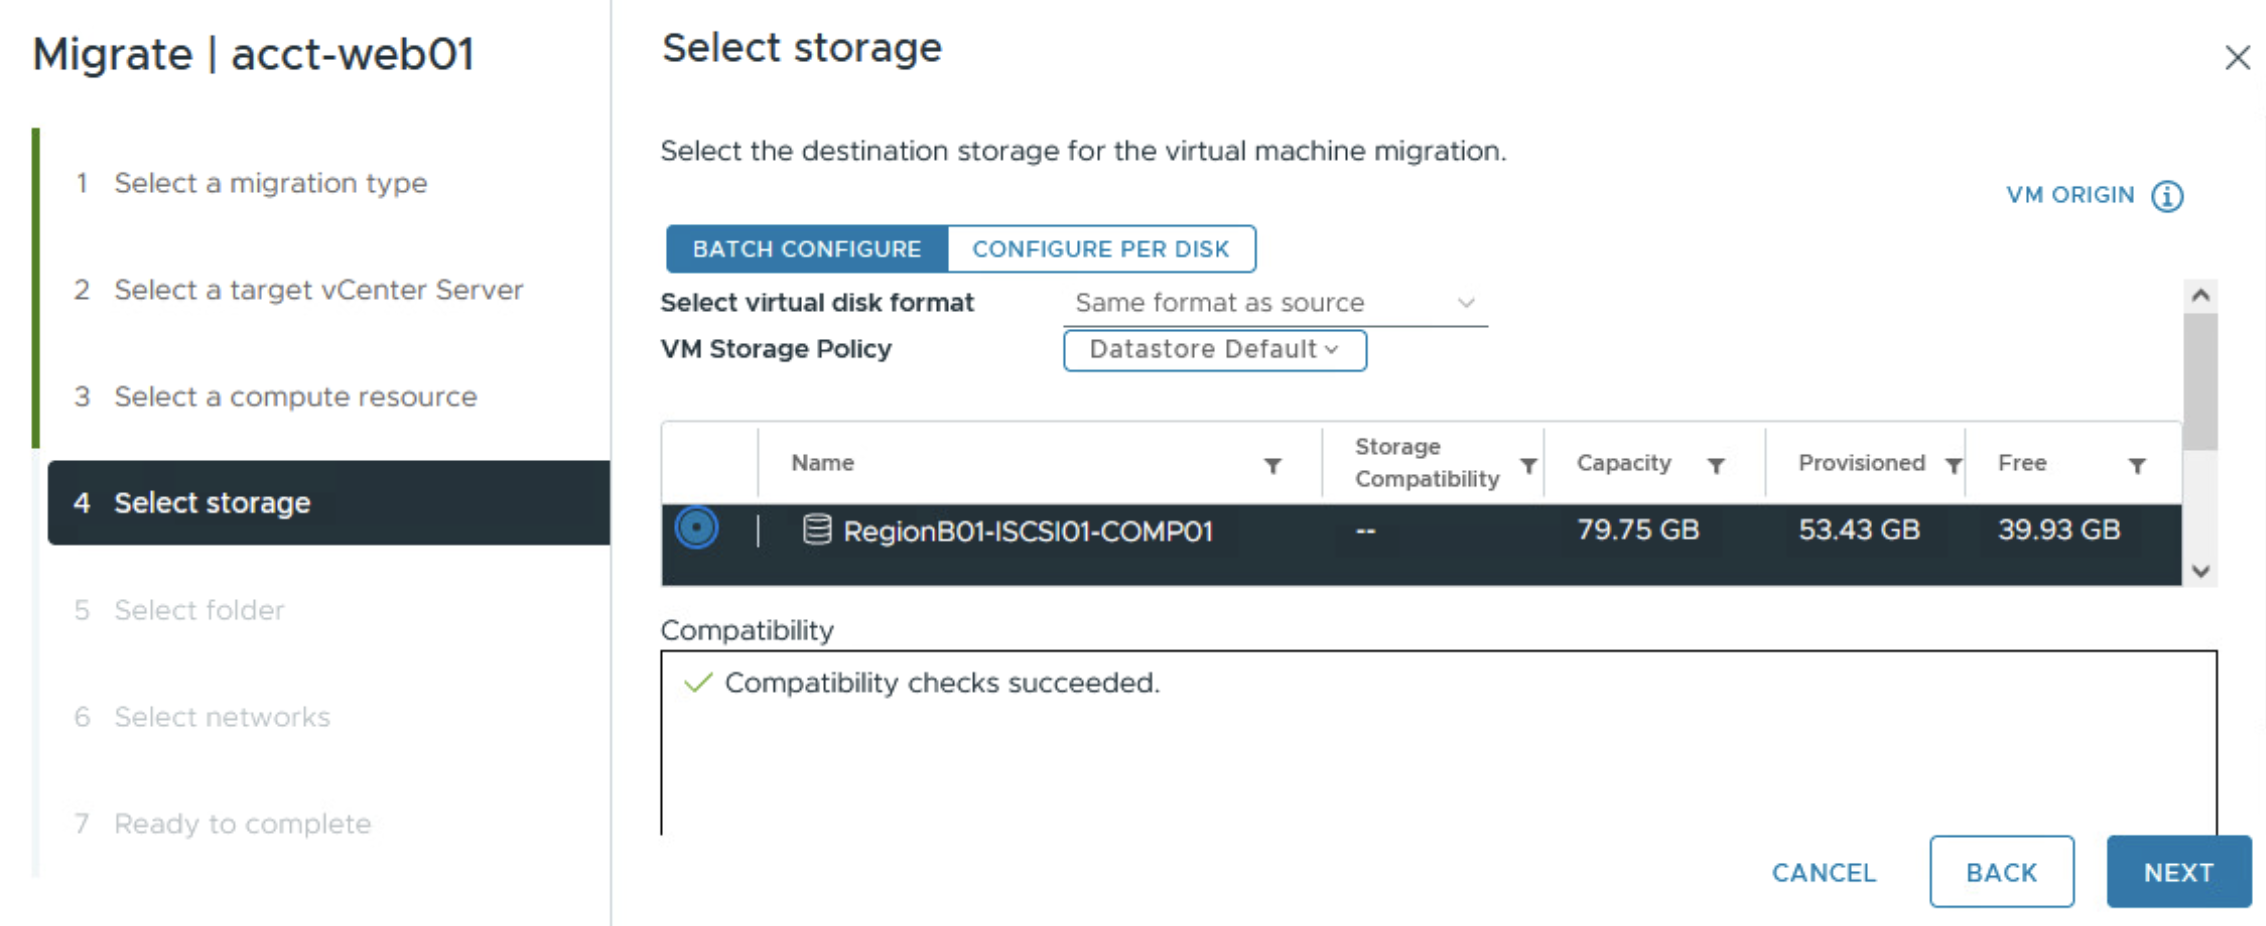 Migrate | acct-web01
1 Select a migration type
2 Select a target vCenter Server
3 Select a compute resource
4 Select storage
5 Select folder
6 Select networks
7 Ready to complete
Select storage
Select the destination storage for the virtual machine migration.
VM ORIGIN
BATCH CONFIGURE CONFIGURE PER DISK
Select virtual disk format Same format as source
VM Storage Policy Datastore Default
Name Storage Compatibility Capacity Provisioned Free
RegionB01-ISCSI01-COMP01 -- 79.75 GB 53.43 GB 39.93 GB
Compatibility
Compatibility checks succeeded.
CANCEL BACK NEXT